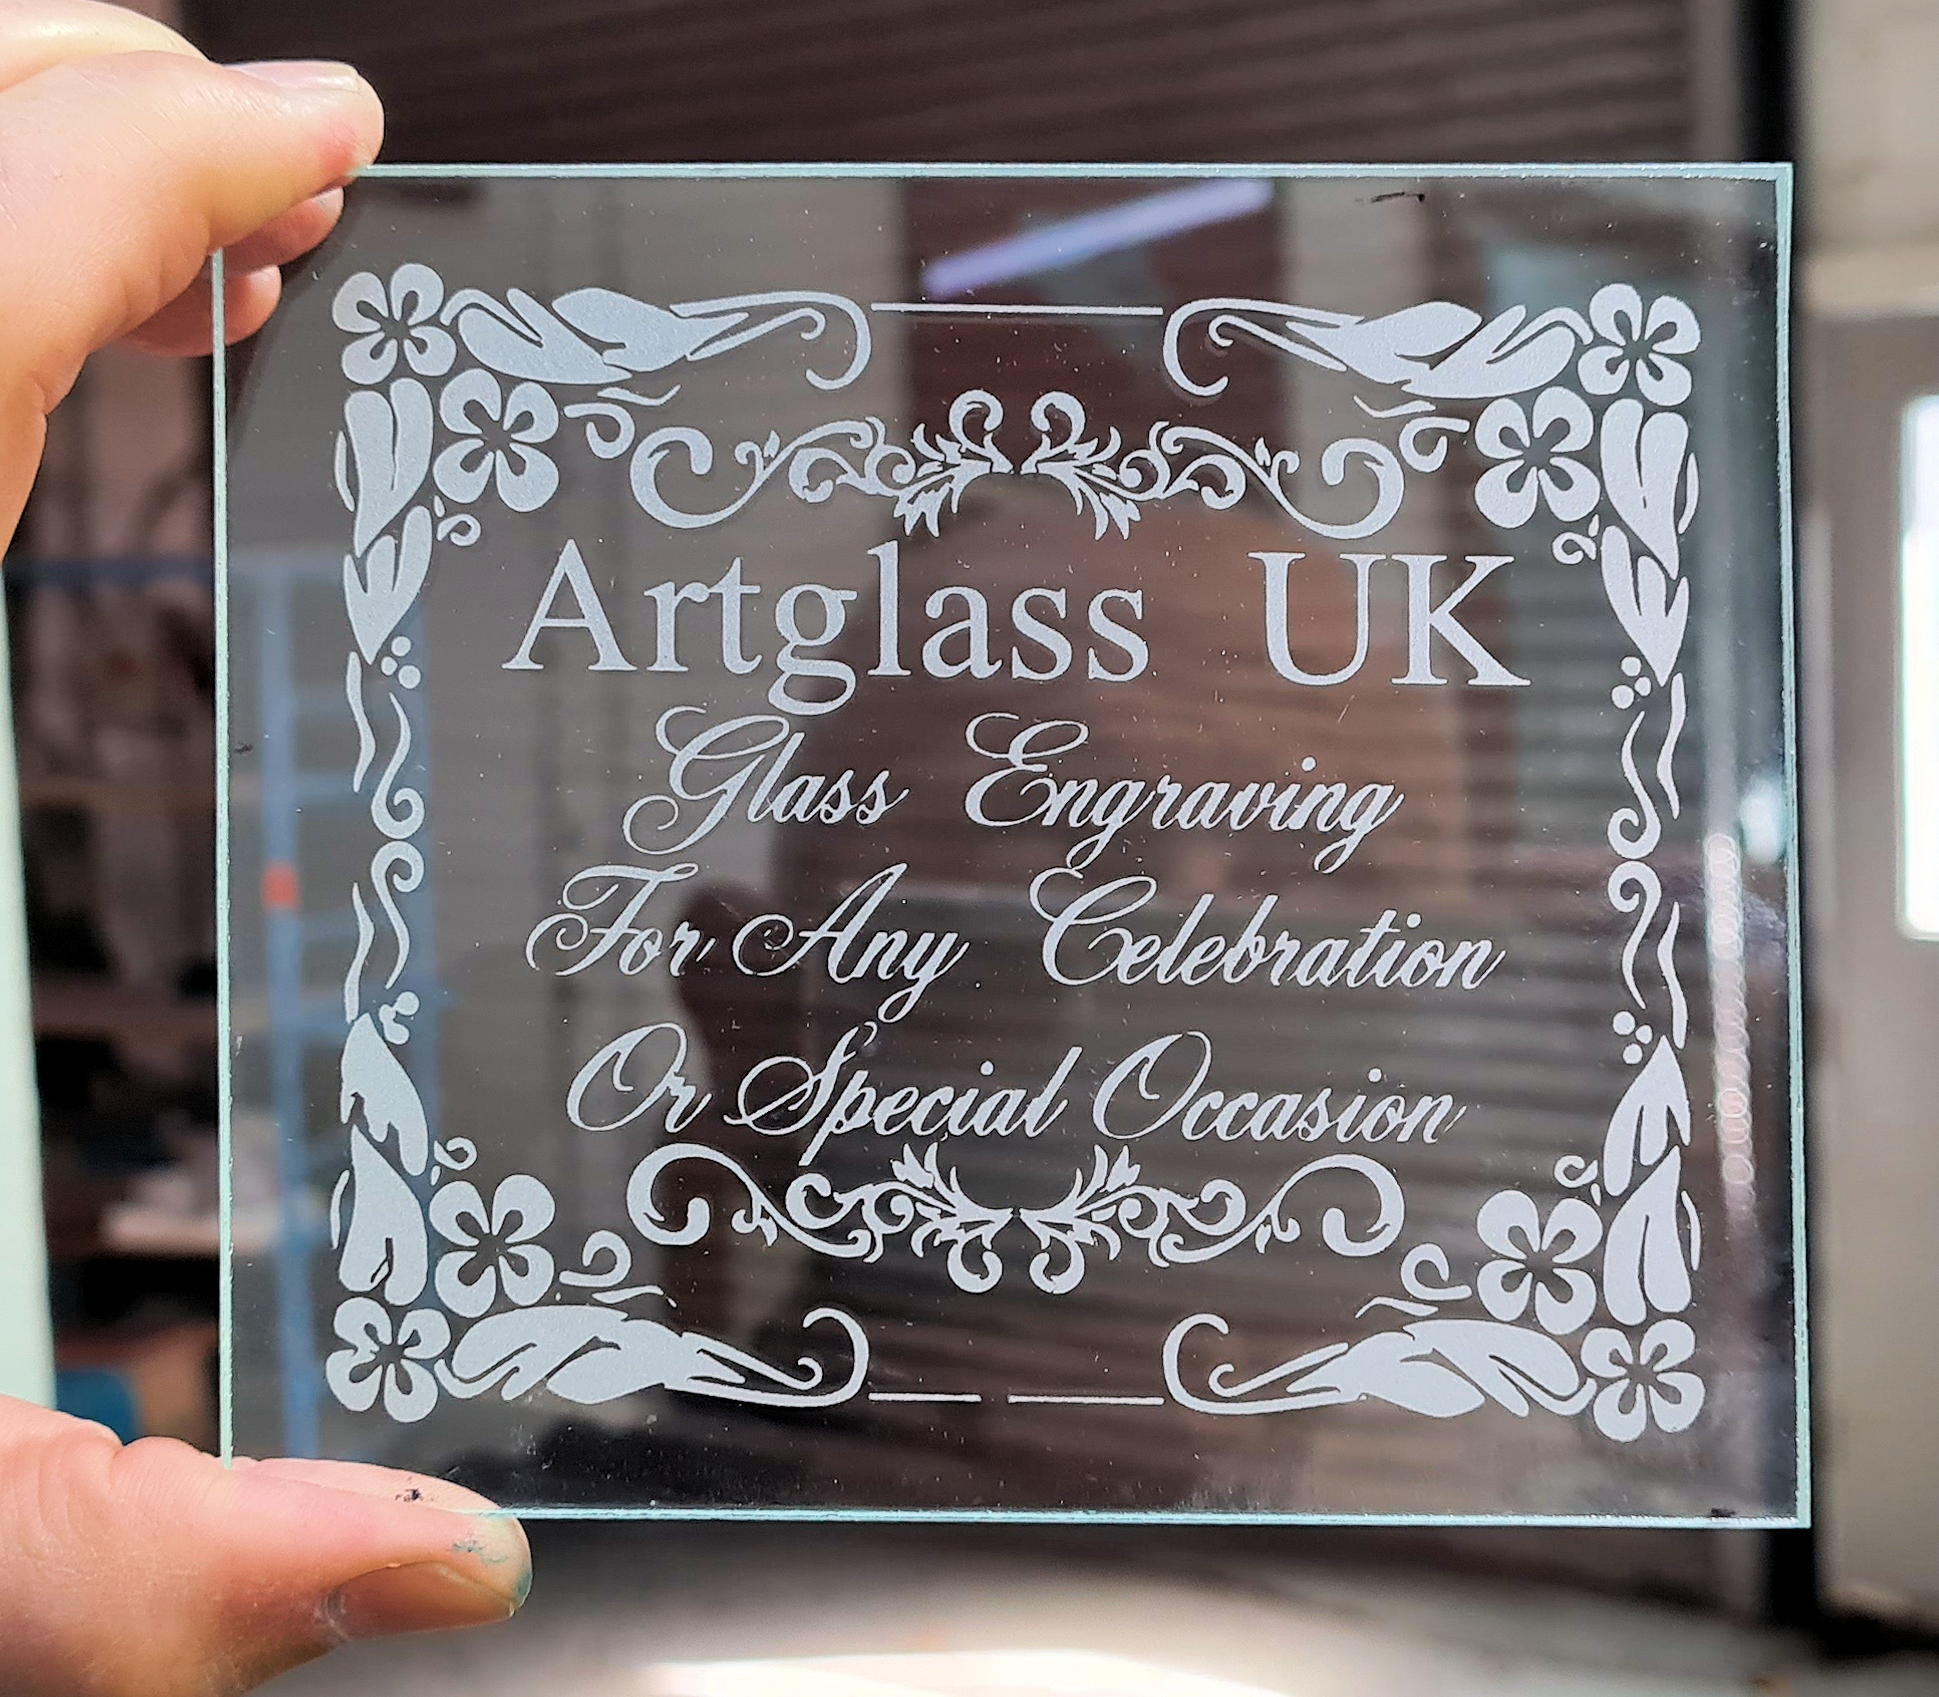 Artglass UK
Glass Engraving
For Any Celebration
Or Special Occasion